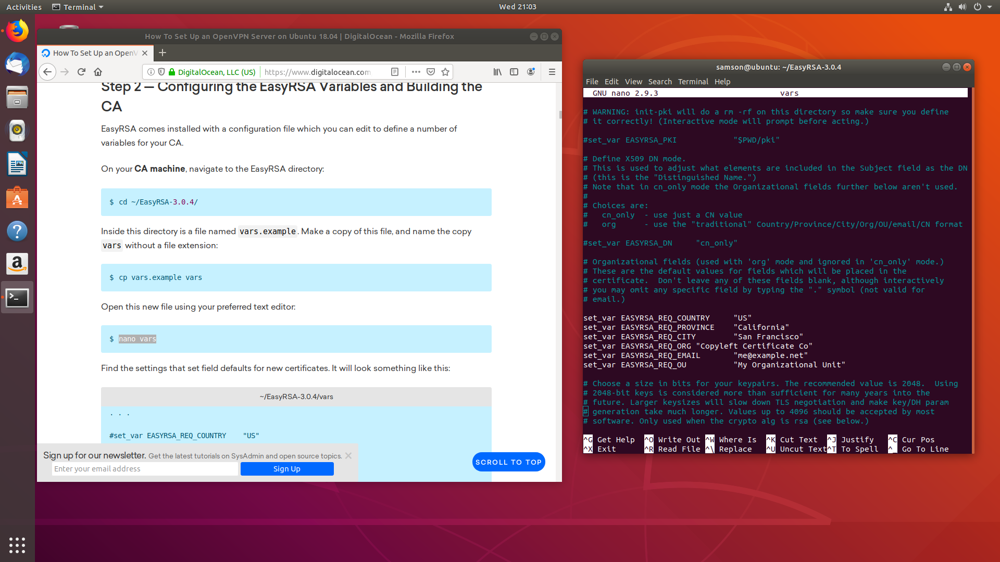 Activities
Terminal
Wed 21:03
How To Set Up an OpenVPN Server on Ubuntu 18.04 | DigitalOcean - Mozilla Firefox
How To Set Up an OpenV
DigitalOcean, LLC (US)
https://www.digitalocean.com
Step 2 — Configuring the EasyRSA Variables and Building the
CA
EasyRSA comes installed with a configuration file which you can edit to define a number of
variables for your CA.
On your CA machine, navigate to the EasyRSA directory:
$ cd ~/EasyRSA-3.0.4/
Inside this directory is a file named vars.example. Make a copy of this file, and name the copy
vars without a file extension:
$ cp vars.example vars
Open this new file using your preferred text editor:
$ nano vars
Find the settings that set field defaults for new certificates. It will look something like this:
~/EasyRSA-3.0.4/vars
. . .
#set_var EASYRSA_REQ_COUNTRY    "US"
Sign up for our newsletter. Get the latest tutorials on SysAdmin and open source topics.
Enter your email address
Sign Up
SCROLL TO TOP
samson@ubuntu: ~/EasyRSA-3.0.4
File Edit View Search Terminal Help
GNU nano 2.9.3 vars
# WARNING: init-pki will do a rm -rf on this directory so make sure you define
# it correctly! (Interactive mode will prompt before acting.)
#set_var EASYRSA_PKI            "$PWD/pki"
# Define X509 DN mode.
# This is used to adjust what elements are included in the Subject field as the DN
# (this is the "Distinguished Name.")
# Note that in cn_only mode the Organizational fields further below aren't used.
#
# Choices are:
#   cn_only  - use just a CN value
#   org      - use the "traditional" Country/Province/City/Org/OU/email/CN format
#set_var EASYRSA_DN     "cn_only"
# Organizational fields (used with 'org' mode and ignored in 'cn_only' mode.)
# These are the default values for fields which will be placed in the
# certificate.  Don't leave any of these fields blank, although interactively
# you may omit any specific field by typing the "." symbol (not valid for
# email.)
set_var EASYRSA_REQ_COUNTRY     "US"
set_var EASYRSA_REQ_PROVINCE    "California"
set_var EASYRSA_REQ_CITY        "San Francisco"
set_var EASYRSA_REQ_ORG "Copyleft Certificate Co"
set_var EASYRSA_REQ_EMAIL       "me@example.net"
set_var EASYRSA_REQ_OU          "My Organizational Unit"
# Choose a size in bits for your keypairs. The recommended value is 2048.  Using
# 2048-bit keys is considered more than sufficient for many years into the
# future. Larger keysizes will slow down TLS negotiation and make key/DH param
# generation take much longer. Values up to 4096 should be accepted by most
# software. Only used when the crypto alg is rsa (see below.)
^G Get Help ^O Write Out ^W Where Is ^K Cut Text ^J Justify ^C Cur Pos
^X Exit ^R Read File ^\ Replace ^U Uncut Text ^T To Spell ^_ Go To Line